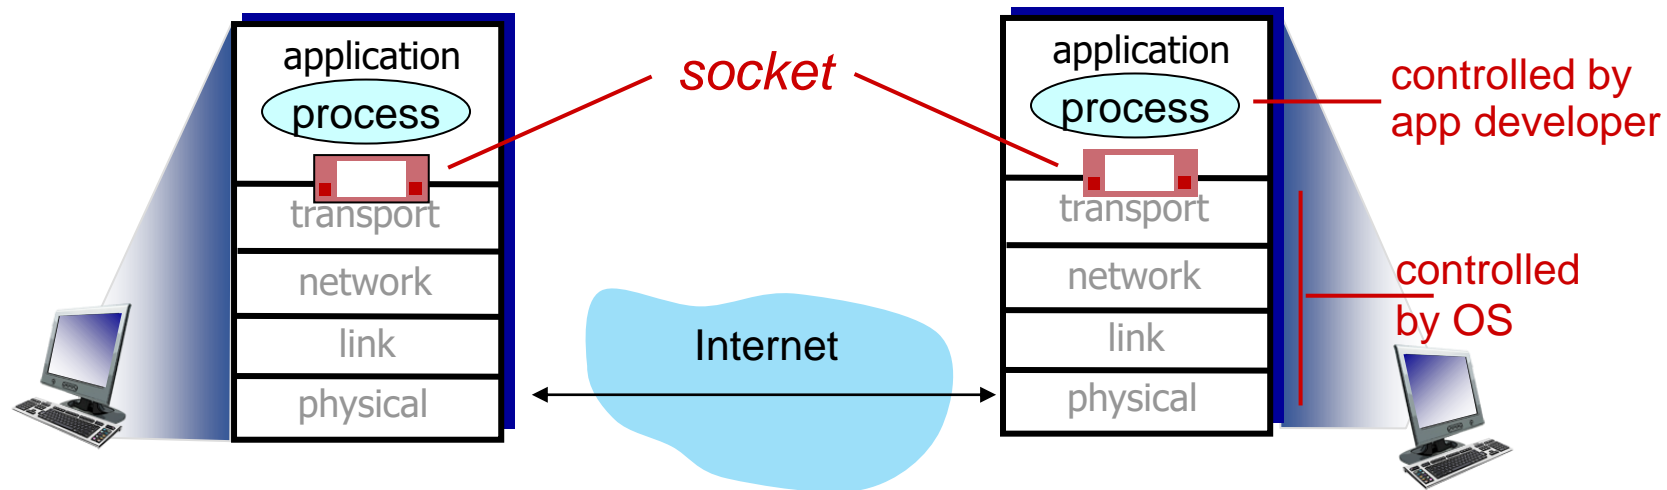 application
process
transport
network
link
physical
socket
Internet
application
process
transport
network
link
physical
controlled by
app developer
controlled
by OS